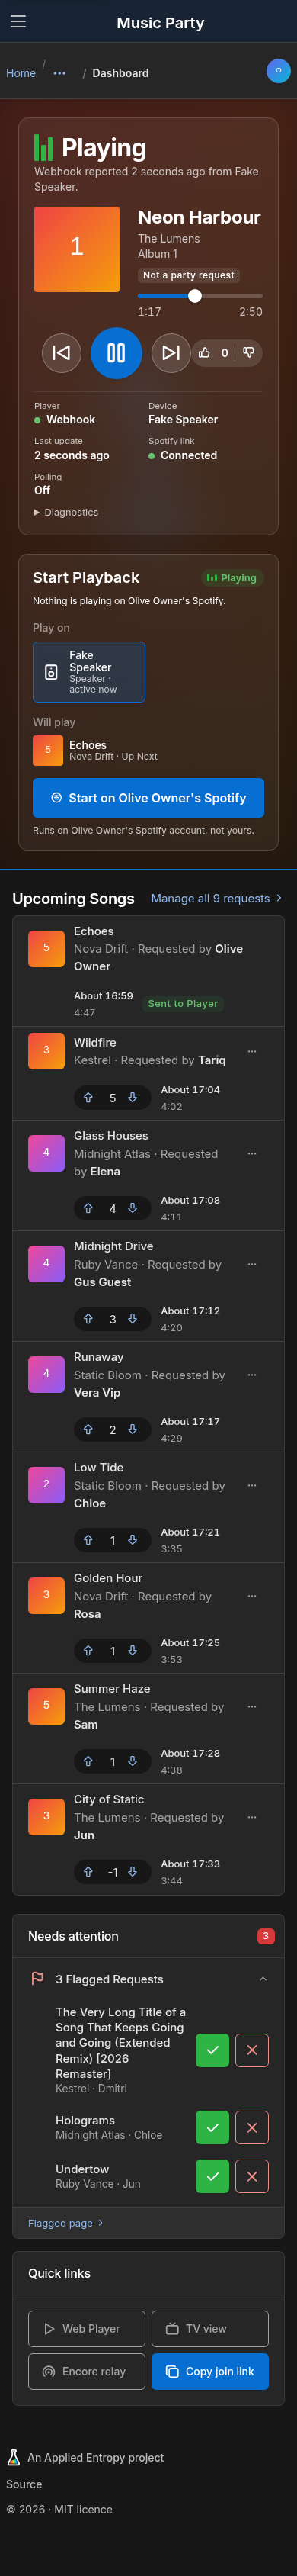 Music Party
Home / ··· / Dashboard
O
Playing
Webhook reported 2 seconds ago from Fake
Speaker.
1
Neon Harbour
The Lumens
Album 1
Not a party request
1:17 2:50
0
Player Device
Webhook Fake Speaker
Last update Spotify link
2 seconds ago Connected
Polling
Off
Diagnostics
Start Playback Playing
Nothing is playing on Olive Owner's Spotify.
Play on
Fake
Speaker
Speaker ·
active now
Will play
5
Echoes
Nova Drift · Up Next
Start on Olive Owner's Spotify
Runs on Olive Owner's Spotify account, not yours.
Upcoming Songs Manage all 9 requests
5
Echoes
Nova Drift · Requested by Olive
Owner
About 16:59
4:47
Sent to Player
3
Wildfire
Kestrel · Requested by Tariq
5 About 17:04
4:02
4
Glass Houses
Midnight Atlas · Requested
by Elena
4 About 17:08
4:11
4
Midnight Drive
Ruby Vance · Requested by
Gus Guest
3 About 17:12
4:20
4
Runaway
Static Bloom · Requested by
Vera Vip
2 About 17:17
4:29
2
Low Tide
Static Bloom · Requested by
Chloe
1 About 17:21
3:35
3
Golden Hour
Nova Drift · Requested by
Rosa
1 About 17:25
3:53
5
Summer Haze
The Lumens · Requested by
Sam
1 About 17:28
4:38
3
City of Static
The Lumens · Requested by
Jun
-1 About 17:33
3:44
Needs attention 3
3 Flagged Requests
The Very Long Title of a
Song That Keeps Going
and Going (Extended
Remix) [2026
Remaster]
Kestrel · Dmitri
Holograms
Midnight Atlas · Chloe
Undertow
Ruby Vance · Jun
Flagged page
Quick links
Web Player TV view
Encore relay Copy join link
An Applied Entropy project
Source
© 2026 · MIT licence